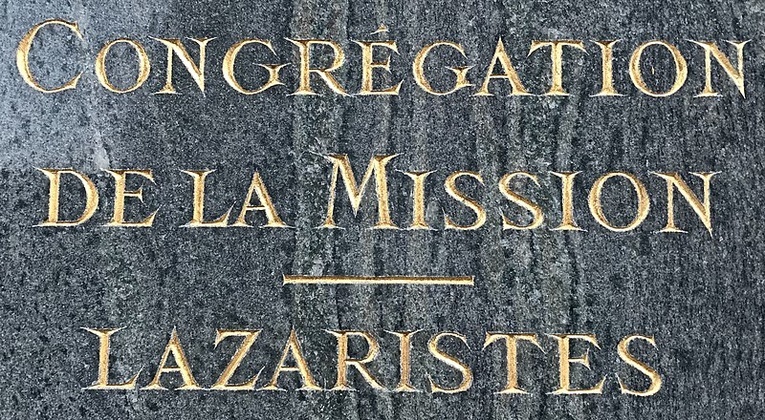 CONGRÉGATION
DE LA MISSION
LAZARISTES